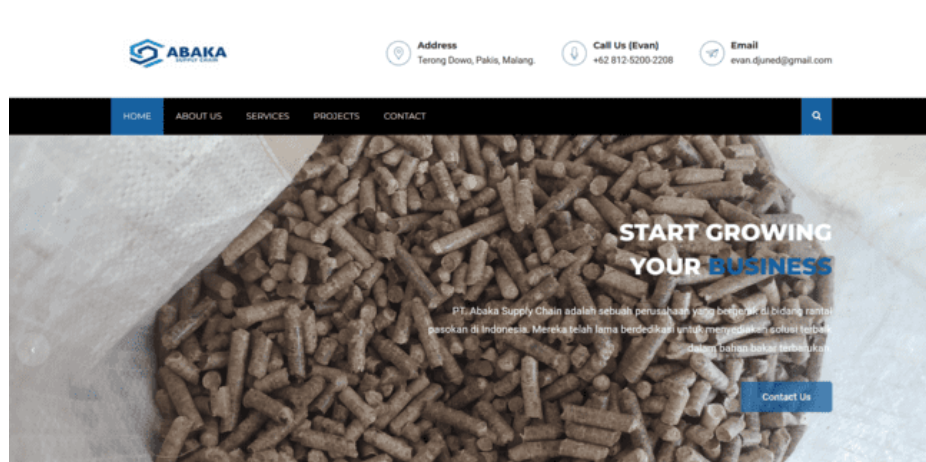 ABAKA
SUPPLY CHAIN
Address
Terong Dowo, Pakis, Malang.
Call Us (Evan)
+62 812-5200-2208
Email
evan.djuned@gmail.com
HOME ABOUT US SERVICES PROJECTS CONTACT
START GROWING
YOUR BUSINESS
PT. Abaka Supply Chain adalah sebuah perusahaan yang bergerak di bidang rantai
pasokan di Indonesia. Mereka telah lama berdedikasi untuk menyediakan solusi terbaik
dalam bahan bakar terbarukan.
Contact Us